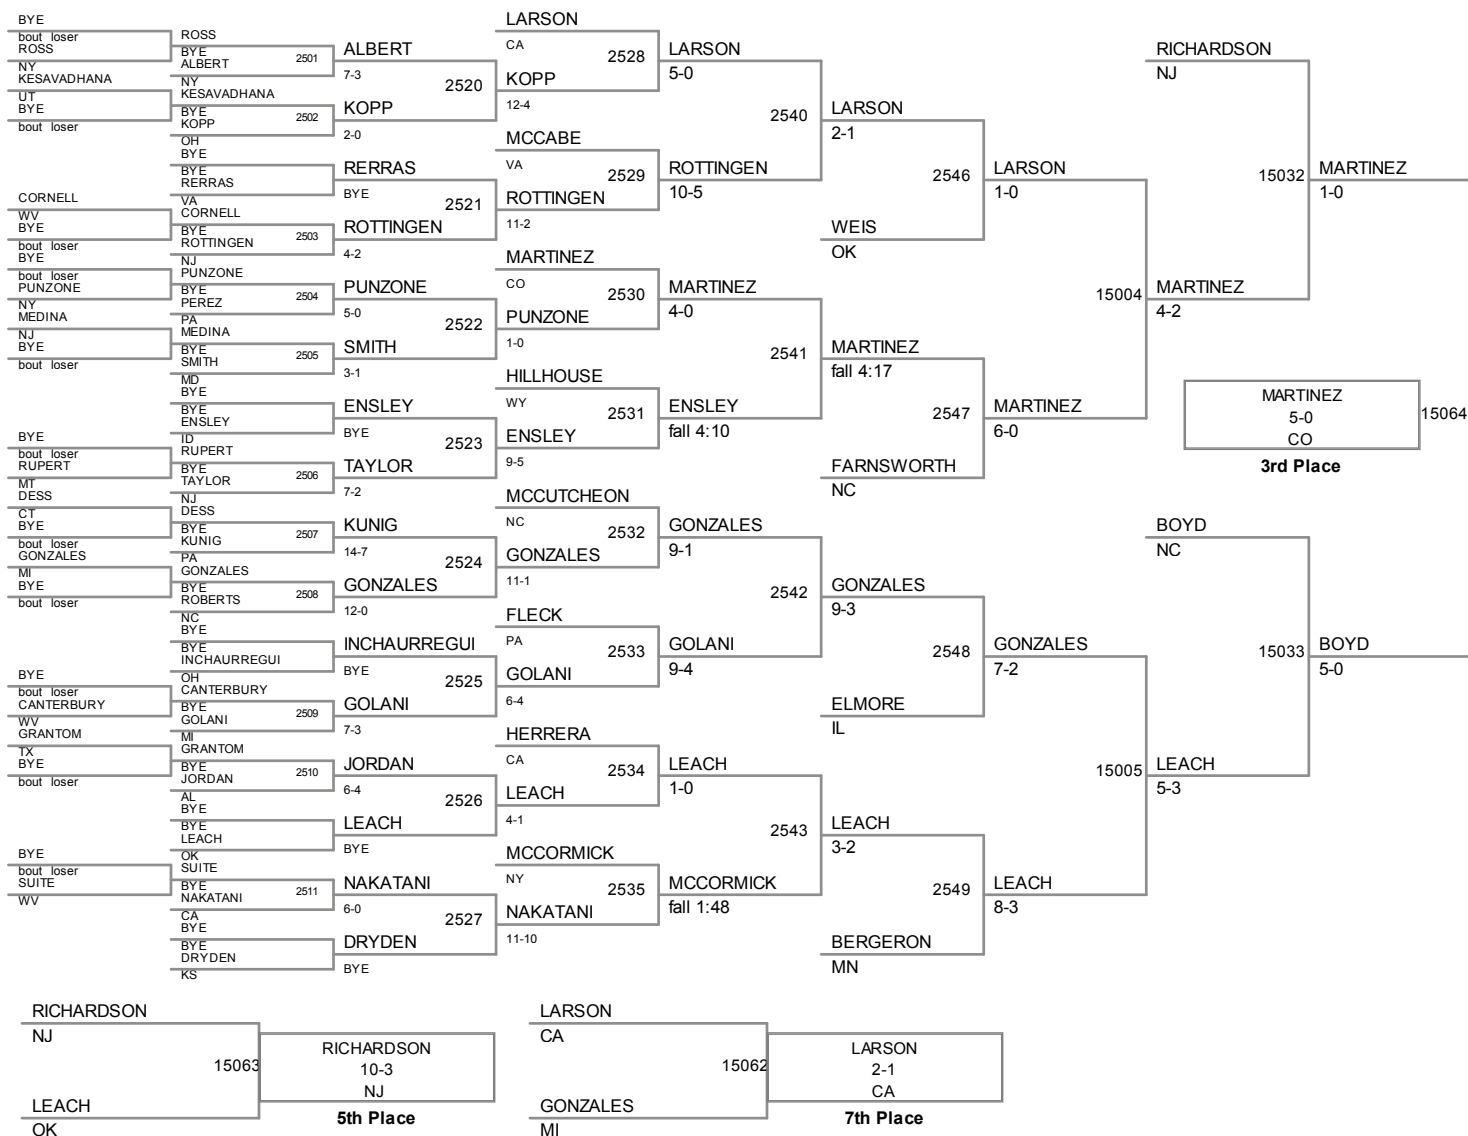 BYE
bout loser
ROSS
NY
KESAVADHANA
UT
BYE
bout loser
CORNELL
WV
BYE
bout loser
BYE
bout loser
PUNZONE
NY
MEDINA
NJ
BYE
bout loser
BYE
bout loser
RUPERT
MT
DESS
CT
BYE
bout loser
GONZALES
MI
BYE
bout loser
BYE
bout loser
CANTERBURY
WV
GRANTOM
TX
BYE
bout loser
BYE
bout loser
SUITE
WV
ROSS
BYE
2501
ALBERT
NY
KESAVADHANA
BYE
2502
KOPP
OH
BYE
BYE
RERRAS
VA
CORNELL
BYE
2503
ROTTINGEN
NJ
PUNZONE
BYE
2504
PEREZ
PA
MEDINA
BYE
2505
SMITH
MD
BYE
BYE
ENSLEY
ID
RUPERT
BYE
2506
TAYLOR
NJ
DESS
BYE
2507
KUNIG
PA
GONZALES
BYE
2508
ROBERTS
NC
BYE
BYE
INCHAURREGUI
OH
CANTERBURY
BYE
2509
GOLANI
MI
GRANTOM
BYE
2510
JORDAN
AL
BYE
BYE
LEACH
OK
SUITE
BYE
2511
NAKATANI
CA
BYE
BYE
DRYDEN
KS
ALBERT
7-3
2520
KOPP
2-0
RERRAS
BYE
2521
ROTTINGEN
4-2
PUNZONE
5-0
2522
SMITH
3-1
ENSLEY
BYE
2523
TAYLOR
7-2
KUNIG
14-7
2524
GONZALES
12-0
INCHAURREGUI
BYE
2525
GOLANI
7-3
JORDAN
6-4
2526
LEACH
BYE
NAKATANI
6-0
2527
DRYDEN
BYE
LARSON
CA
2528
KOPP
12-4
MCCABE
VA
2529
ROTTINGEN
11-2
MARTINEZ
CO
2530
PUNZONE
1-0
HILLHOUSE
WY
2531
ENSLEY
9-5
MCCUTCHEON
NC
2532
GONZALES
11-1
FLECK
PA
2533
GOLANI
6-4
HERRERA
CA
2534
LEACH
4-1
MCCORMICK
NY
2535
NAKATANI
11-10
LARSON
5-0
2540
ROTTINGEN
10-5
MARTINEZ
4-0
2541
ENSLEY
fall 4:10
GONZALES
9-1
2542
GOLANI
9-4
LEACH
1-0
2543
MCCORMICK
fall 1:48
LARSON
2-1
2546
WEIS
OK
MARTINEZ
fall 4:17
2547
FARNSWORTH
NC
GONZALES
9-3
2548
ELMORE
IL
LEACH
3-2
2549
BERGERON
MN
LARSON
1-0
15004
MARTINEZ
6-0
GONZALES
7-2
15005
LEACH
8-3
RICHARDSON
NJ
15032
MARTINEZ
4-2
BOYD
NC
15033
LEACH
5-3
MARTINEZ
1-0
BOYD
5-0
MARTINEZ
5-0
CO
15064
3rd Place
RICHARDSON
NJ
15063
LEACH
OK
RICHARDSON
10-3
NJ
5th Place
LARSON
CA
15062
GONZALES
MI
LARSON
2-1
CA
7th Place